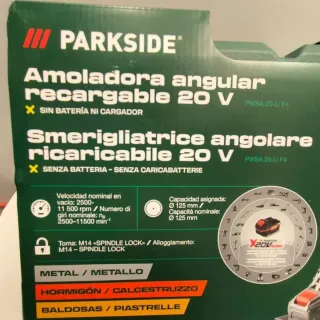 PARKSIDE®
Amoladora angular
recargable 20 V
PWSA 20-Li F4
SIN BATERÍA NI CARGADOR
Smerigliatrice angolare
ricaricabile 20 V
PWSA 20-Li F4
SENZA BATTERIA - SENZA CARICABATTERIE
Velocidad nominal en
vacío: 2500-
11 500 rpm / Numero di
giri nominale: n₀
2500-11500 min⁻¹
Capacidad asignada:
Ø 125 mm /
Capacità nominale:
Ø 125 mm
Toma: M14 «SPINDLE LOCK» / Alloggiamento:
M14 – SPINDLE LOCK
X20V
METAL / METALLO
HORMIGÓN / CALCESTRUZZO
BALDOSAS / PIASTRELLE